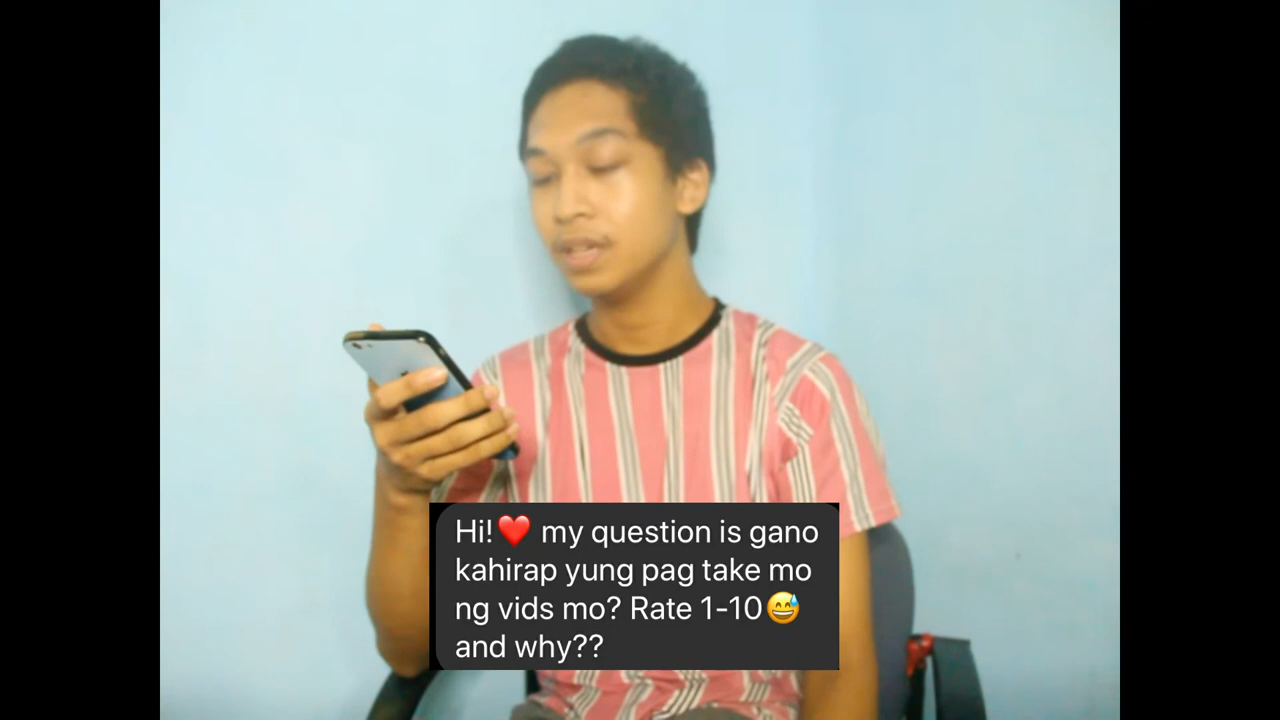 Hi!❤️ my question is gano
kahirap yung pag take mo
ng vids mo? Rate 1-10😅
and why??